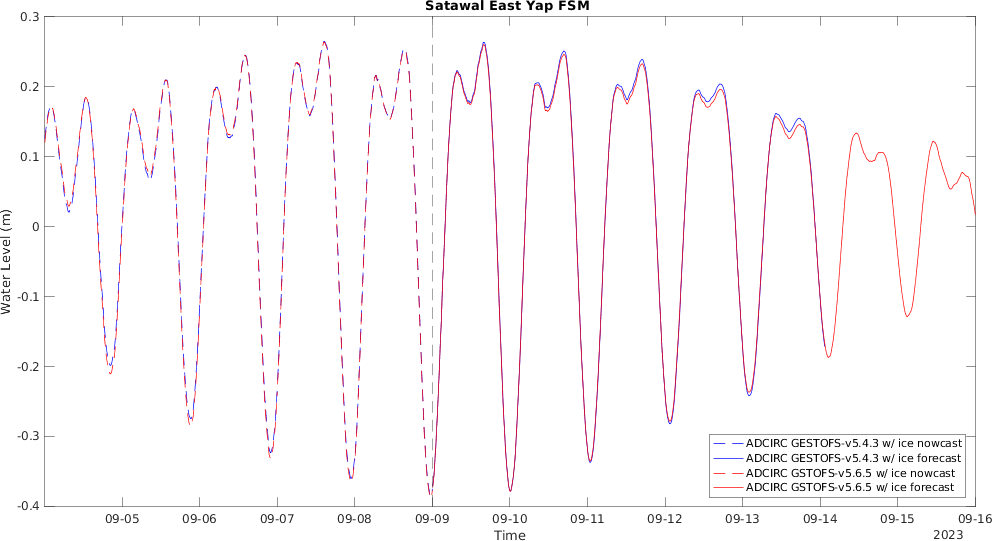 Satawal East Yap FSM
0.3
0.2
0.1
0
-0.1
-0.2
-0.3
-0.4
Water Level (m)
ADCIRC GESTOFS-v5.4.3 w/ ice nowcast
ADCIRC GESTOFS-v5.4.3 w/ ice forecast
ADCIRC GSTOFS-v5.6.5 w/ ice nowcast
ADCIRC GSTOFS-v5.6.5 w/ ice forecast
09-05 09-06 09-07 09-08 09-09 09-10 09-11 09-12 09-13 09-14 09-15 09-16
Time
2023